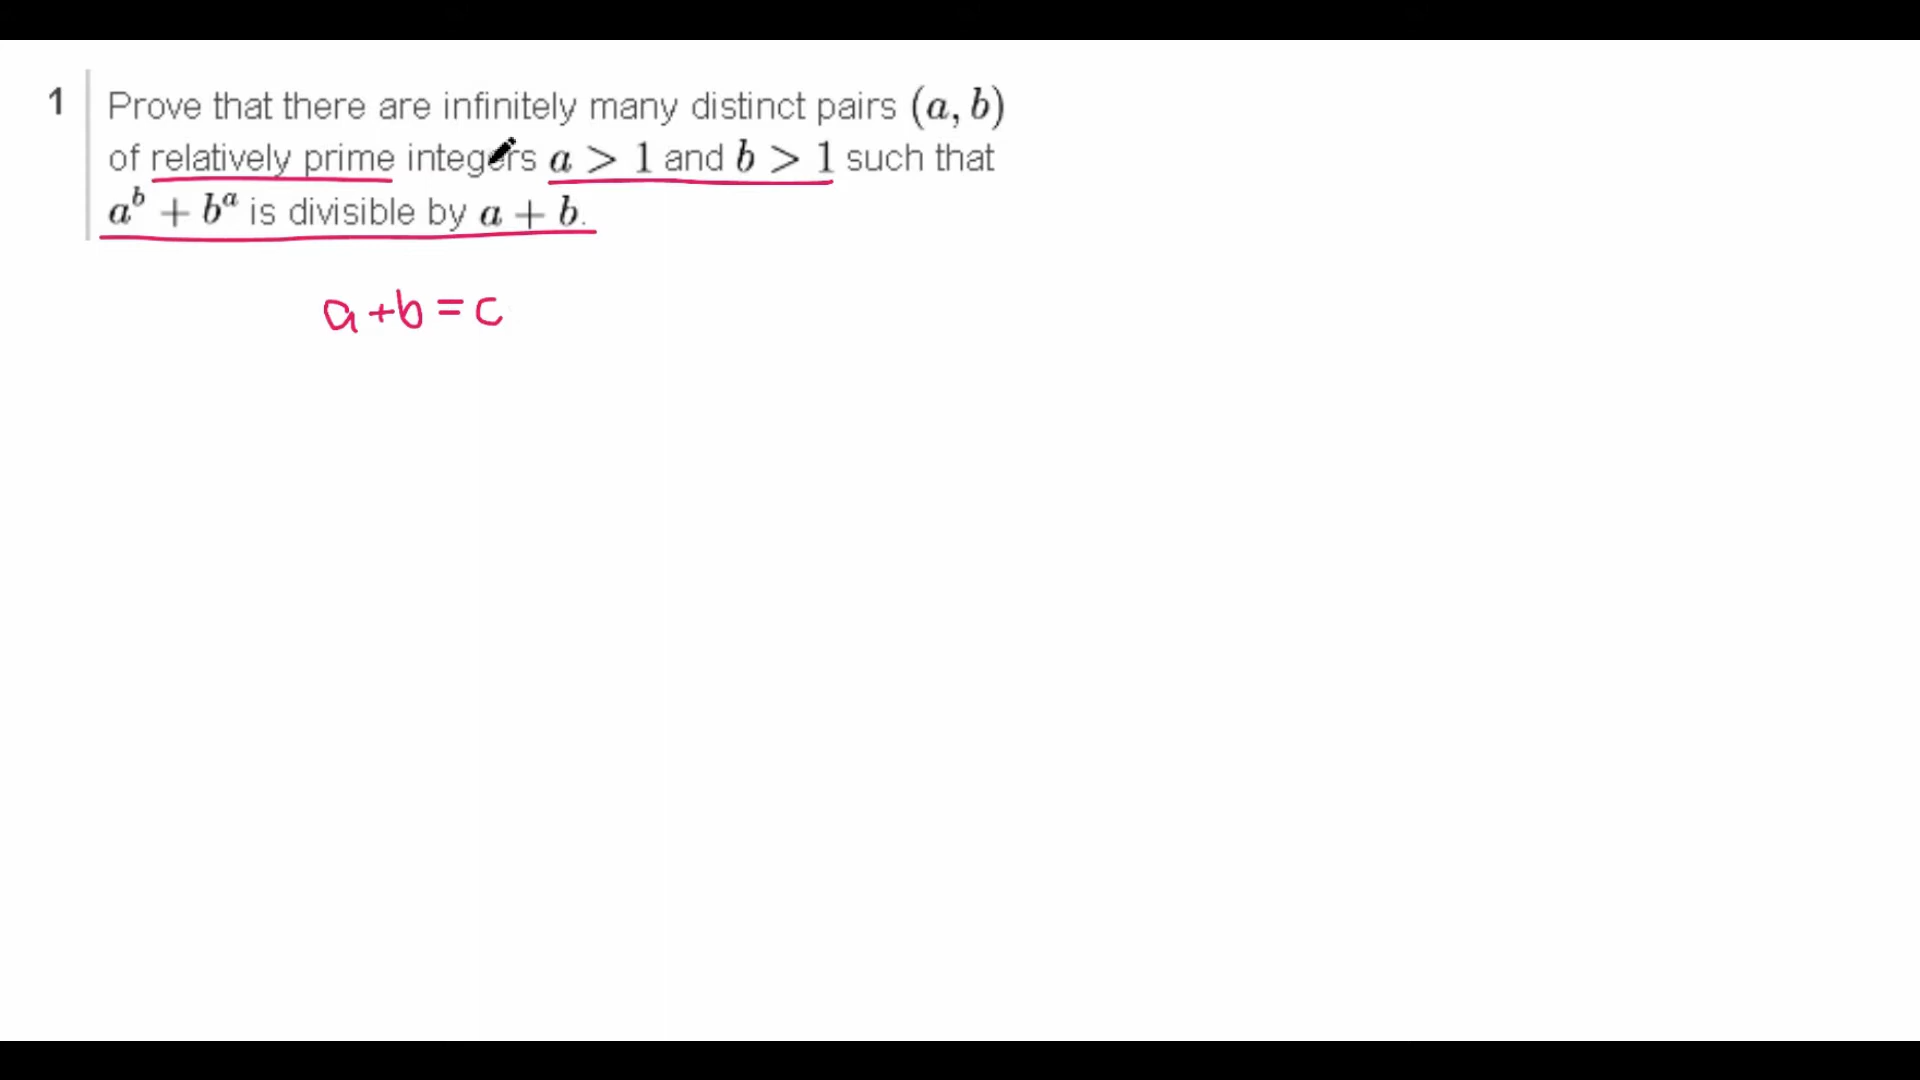 1 Prove that there are infinitely many distinct pairs (a, b)
of relatively prime integers a > 1 and b > 1 such that
a^b + b^a is divisible by a + b.
a + b = c